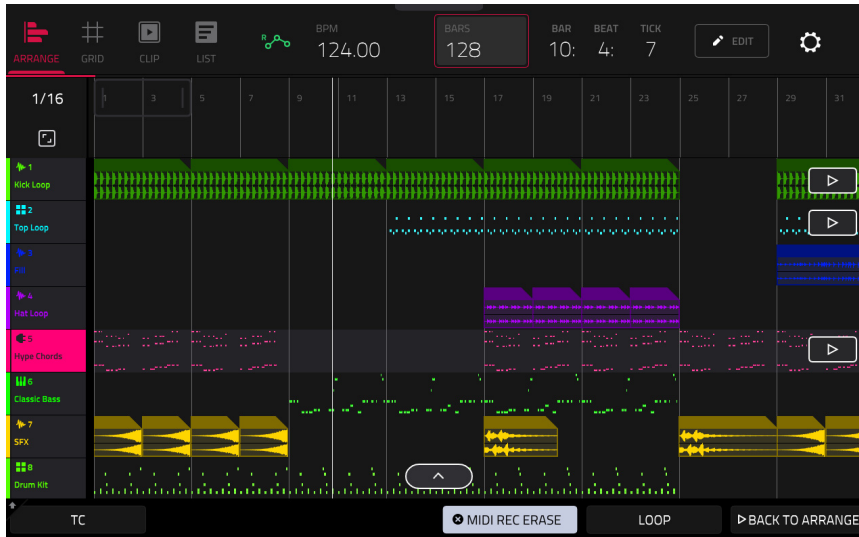 BPM
BARS
BAR BEAT TICK
R
124.00
128
10: 4: 7
EDIT
ARRANGE GRID CLIP LIST
1/16
1 3 5 7 9 11 13 15 17 19 21 23 25 27 29 31
1
Kick Loop
2
Top Loop
3
Fill
4
Hat Loop
5
Hype Chords
6
Classic Bass
7
SFX
8
Drum Kit
TC
MIDI REC ERASE
LOOP
BACK TO ARRANGE